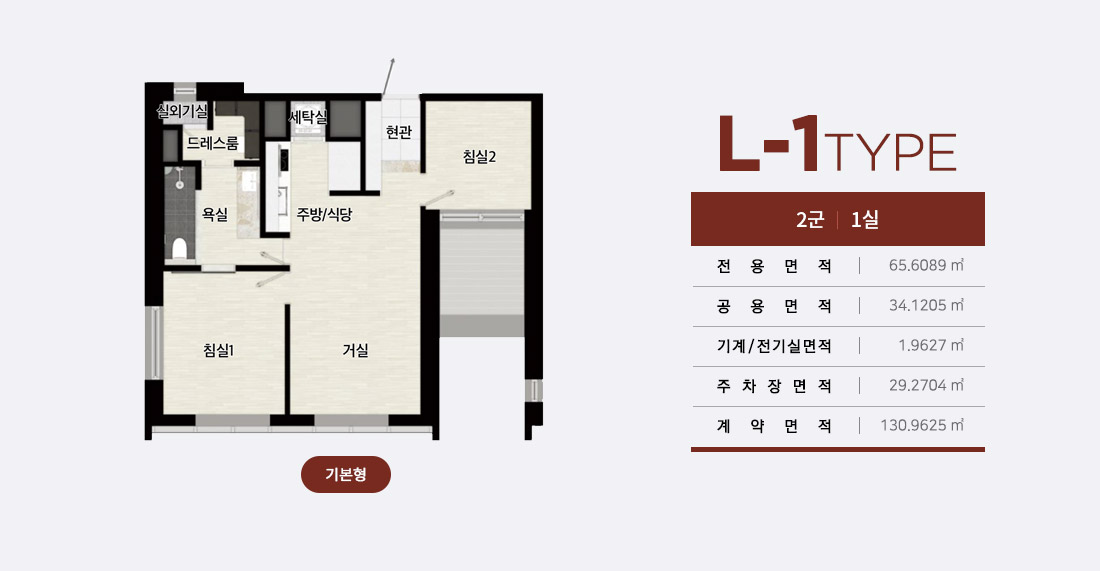 실외기실
드레스룸
세탁실
현관
침실2
욕실
주방/식당
침실1
거실
기본형
L-1 TYPE
2군 | 1실
전용면적 | 65.6089 ㎡
공용면적 | 34.1205 ㎡
기계/전기실면적 | 1.9627 ㎡
주차장면적 | 29.2704 ㎡
계약면적 | 130.9625 ㎡